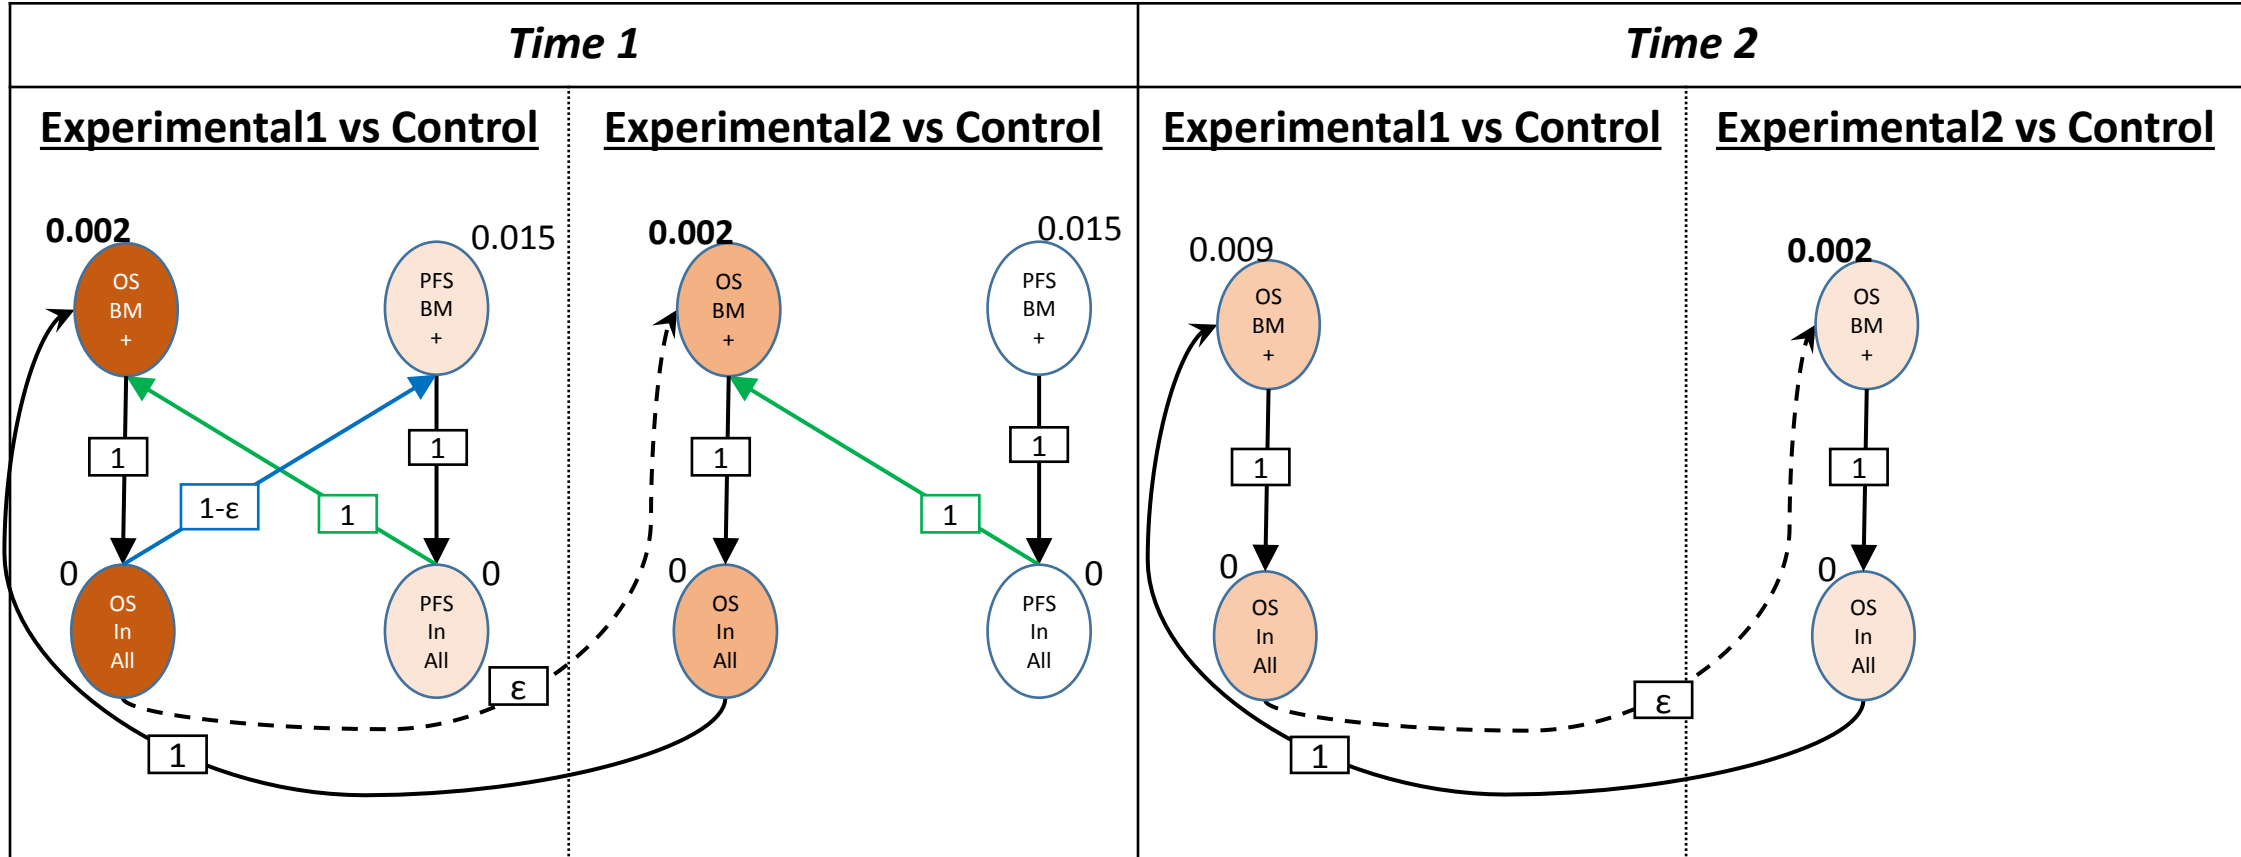 Time 1
Time 2
Experimental1 vs Control
Experimental2 vs Control
Experimental1 vs Control
Experimental2 vs Control
0.002
0.015
0.002
0.015
0.009
0.002
OS
BM
+
PFS
BM
+
OS
BM
+
PFS
BM
+
OS
BM
+
OS
BM
+
1
1
1
1
1
1
1-ε
1
1
0
0
0
0
0
0
OS
In
All
PFS
In
All
OS
In
All
PFS
In
All
OS
In
All
OS
In
All
ε
ε
1
1